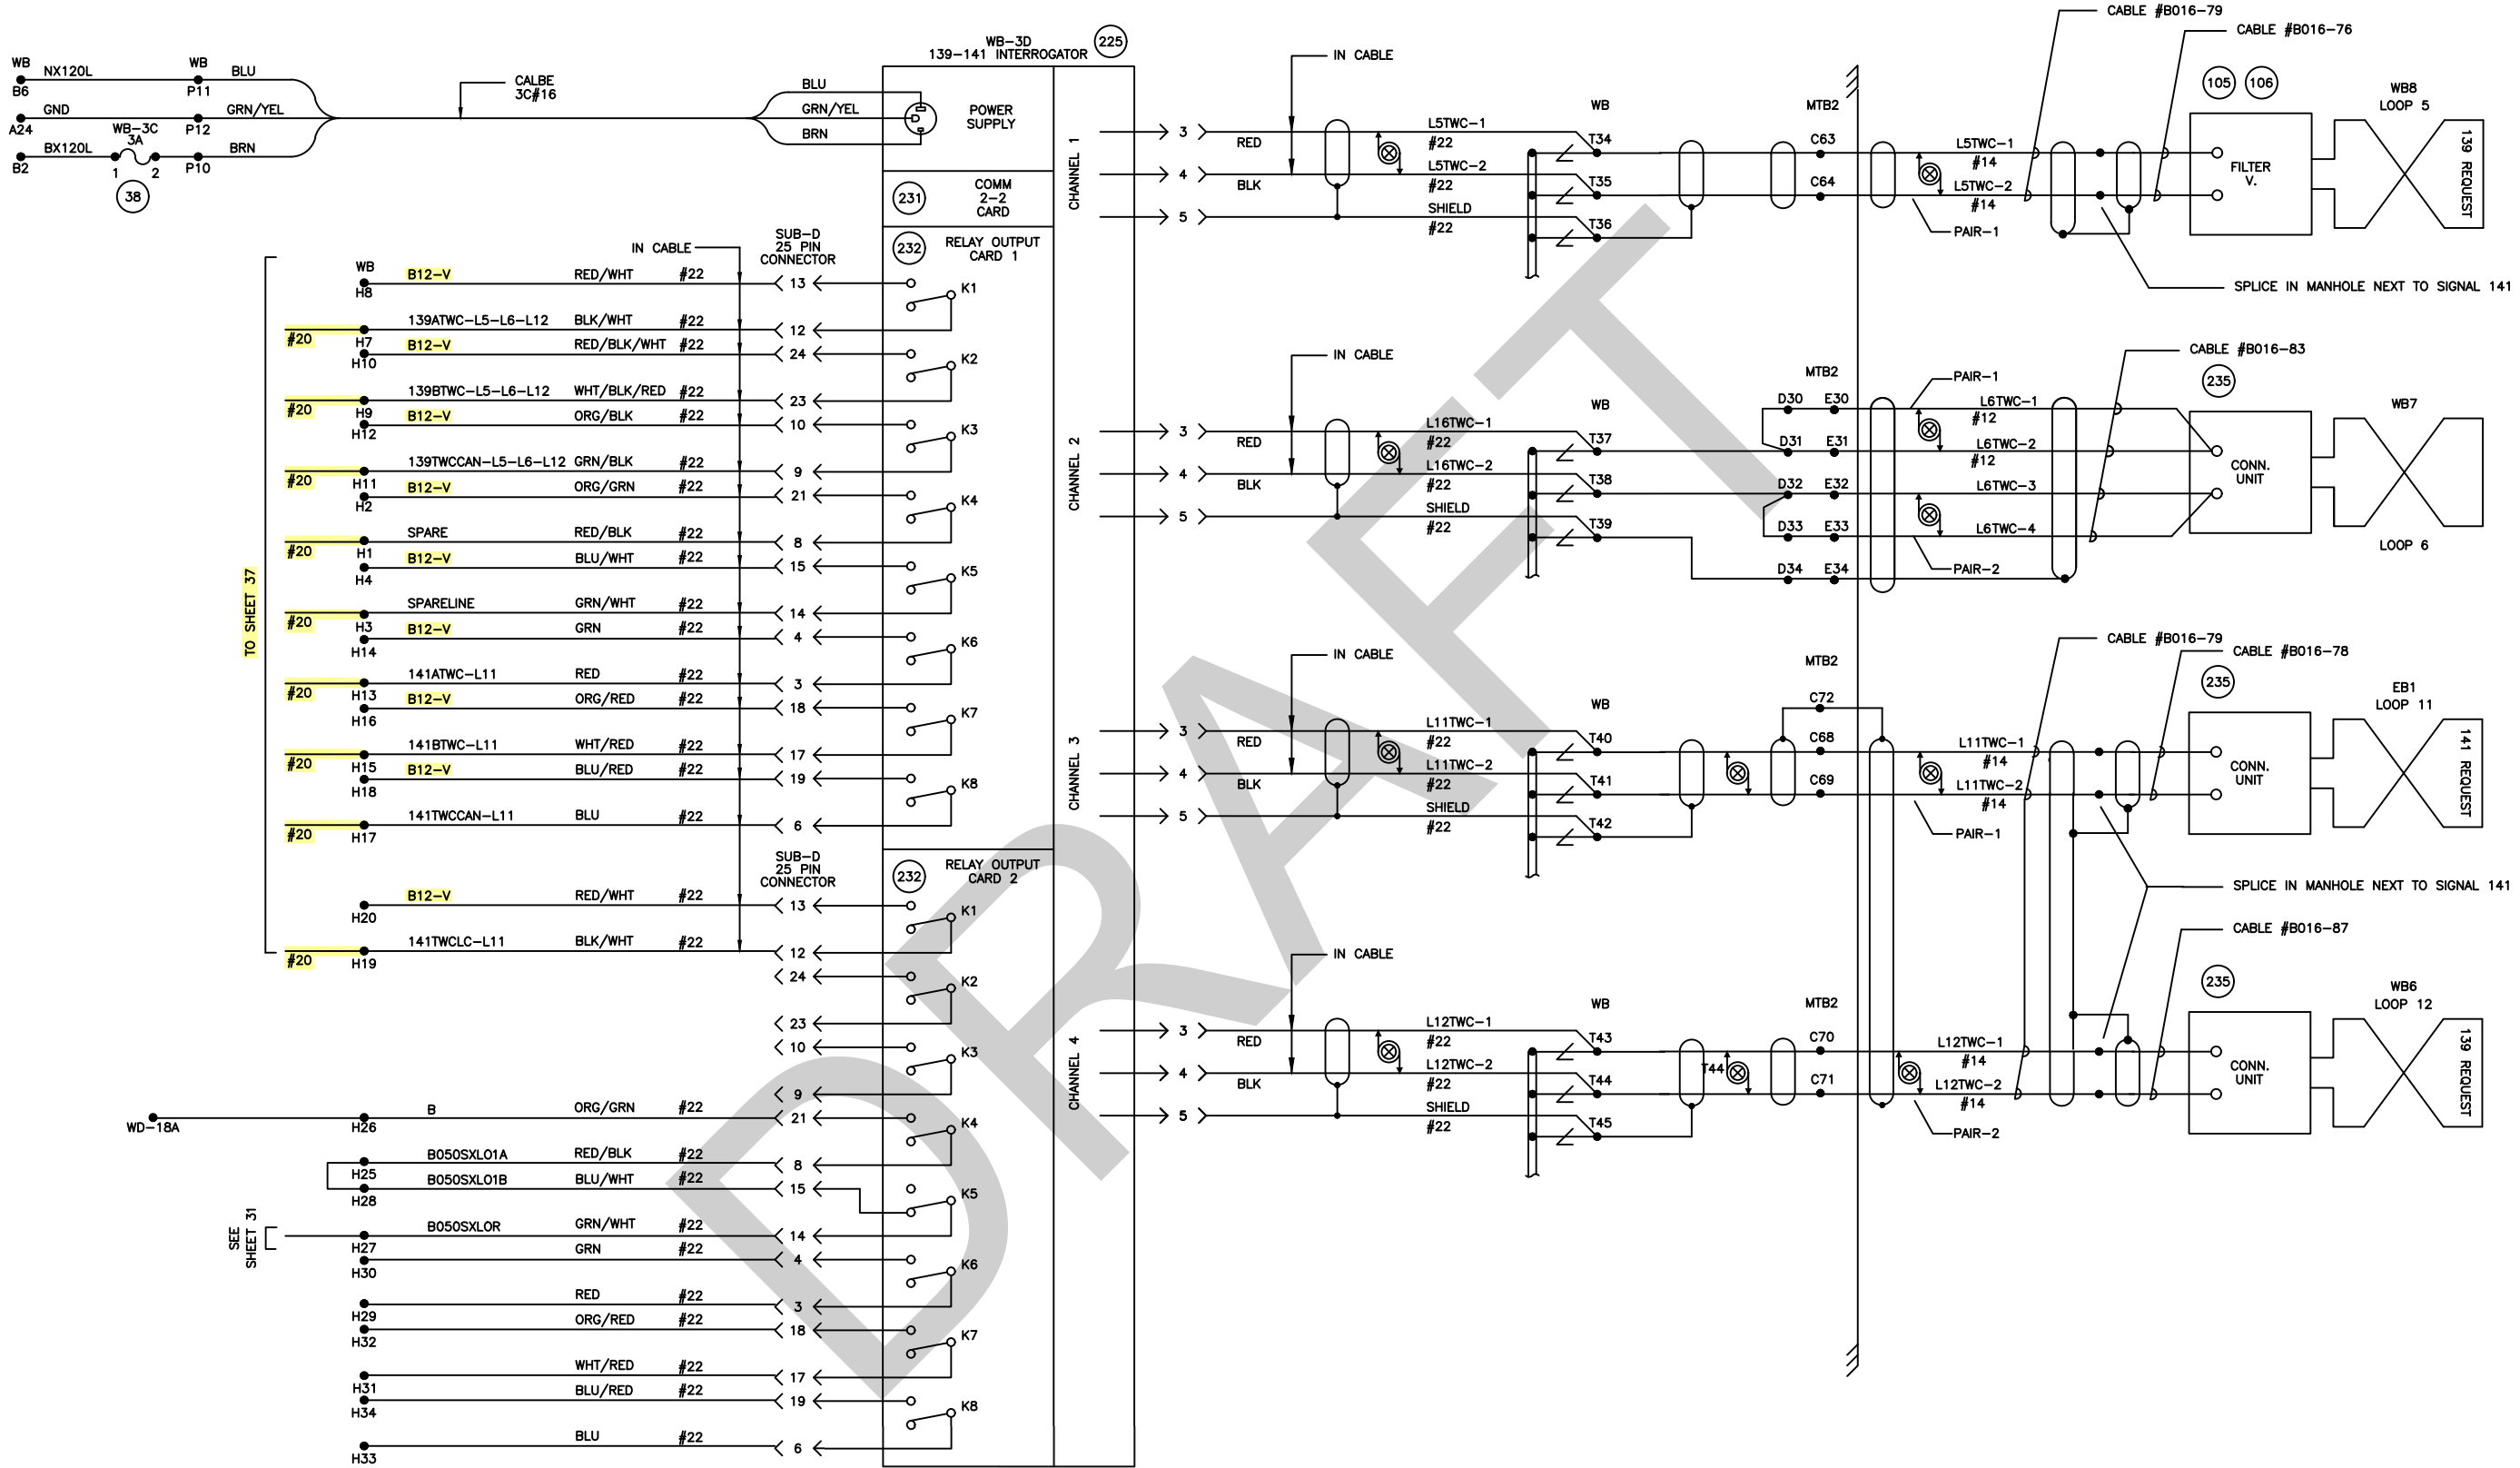 WB-3D
139-141 INTERROGATOR
225
WB
NX120L
B6
WB
P11
BLU
GND
A24
P12
GRN/YEL
WB-3C
3A
BX120L
B2
1
2
P10
BRN
38
CALBE
3C#16
BLU
GRN/YEL
BRN
POWER
SUPPLY
231
COMM
2-2
CARD
232
RELAY OUTPUT
CARD 1
IN CABLE
SUB-D
25 PIN
CONNECTOR
TO SHEET 37
WB
H8
B12-V
RED/WHT
#22
13
K1
#20
H7
139ATWC-L5-L6-L12
BLK/WHT
#22
12
H10
B12-V
RED/BLK/WHT
#22
24
K2
#20
H9
139BTWC-L5-L6-L12
WHT/BLK/RED
#22
23
H12
B12-V
ORG/BLK
#22
10
K3
#20
H11
139TWCCAN-L5-L6-L12
GRN/BLK
#22
9
H2
B12-V
ORG/GRN
#22
21
K4
#20
H1
SPARE
RED/BLK
#22
8
H4
B12-V
BLU/WHT
#22
15
K5
#20
H3
SPARELINE
GRN/WHT
#22
14
H14
B12-V
GRN
#22
4
K6
#20
H13
141ATWC-L11
RED
#22
3
H16
B12-V
ORG/RED
#22
18
K7
#20
H15
141BTWC-L11
WHT/RED
#22
17
H18
B12-V
BLU/RED
#22
19
K8
#20
H17
141TWCCAN-L11
BLU
#22
6
SUB-D
25 PIN
CONNECTOR
232
RELAY OUTPUT
CARD 2
H20
B12-V
RED/WHT
#22
13
K1
#20
H19
141TWCLC-L11
BLK/WHT
#22
12
24
K2
23
10
K3
9
WD-18A
H26
B
ORG/GRN
#22
21
K4
H25
B050SXLO1A
RED/BLK
#22
8
H28
B050SXLO1B
BLU/WHT
#22
15
K5
SEE
SHEET 31
H27
B050SXLOR
GRN/WHT
#22
14
H30
GRN
#22
4
K6
H29
RED
#22
3
H32
ORG/RED
#22
18
K7
H31
WHT/RED
#22
17
H34
BLU/RED
#22
19
K8
H33
BLU
#22
6
CHANNEL 1
3
4
5
RED
BLK
IN CABLE
L5TWC-1
#22
L5TWC-2
#22
SHIELD
#22
WB
T34
T35
T36
MTB2
C63
C64
L5TWC-1
#14
L5TWC-2
#14
PAIR-1
CABLE #B016-79
CABLE #B016-76
105
106
FILTER
V.
WB8
LOOP 5
139 REQUEST
SPLICE IN MANHOLE NEXT TO SIGNAL 141
CHANNEL 2
3
4
5
RED
BLK
IN CABLE
L16TWC-1
#22
L16TWC-2
#22
SHIELD
#22
WB
T37
T38
T39
MTB2
D30
E30
D31
E31
D32
E32
D33
E33
D34
E34
PAIR-1
L6TWC-1
#12
L6TWC-2
#12
L6TWC-3
L6TWC-4
PAIR-2
CABLE #B016-83
235
CONN.
UNIT
WB7
LOOP 6
CHANNEL 3
3
4
5
RED
BLK
IN CABLE
L11TWC-1
#22
L11TWC-2
#22
SHIELD
#22
WB
T40
T41
T42
MTB2
C72
C68
C69
L11TWC-1
#14
L11TWC-2
#14
PAIR-1
CABLE #B016-79
CABLE #B016-78
235
CONN.
UNIT
EB1
LOOP 11
141 REQUEST
SPLICE IN MANHOLE NEXT TO SIGNAL 141
CHANNEL 4
3
4
5
RED
BLK
IN CABLE
L12TWC-1
#22
L12TWC-2
#22
SHIELD
#22
WB
T43
T44
T45
T44
MTB2
C70
C71
L12TWC-1
#14
L12TWC-2
#14
PAIR-2
CABLE #B016-87
235
CONN.
UNIT
WB6
LOOP 12
139 REQUEST
DRAFT